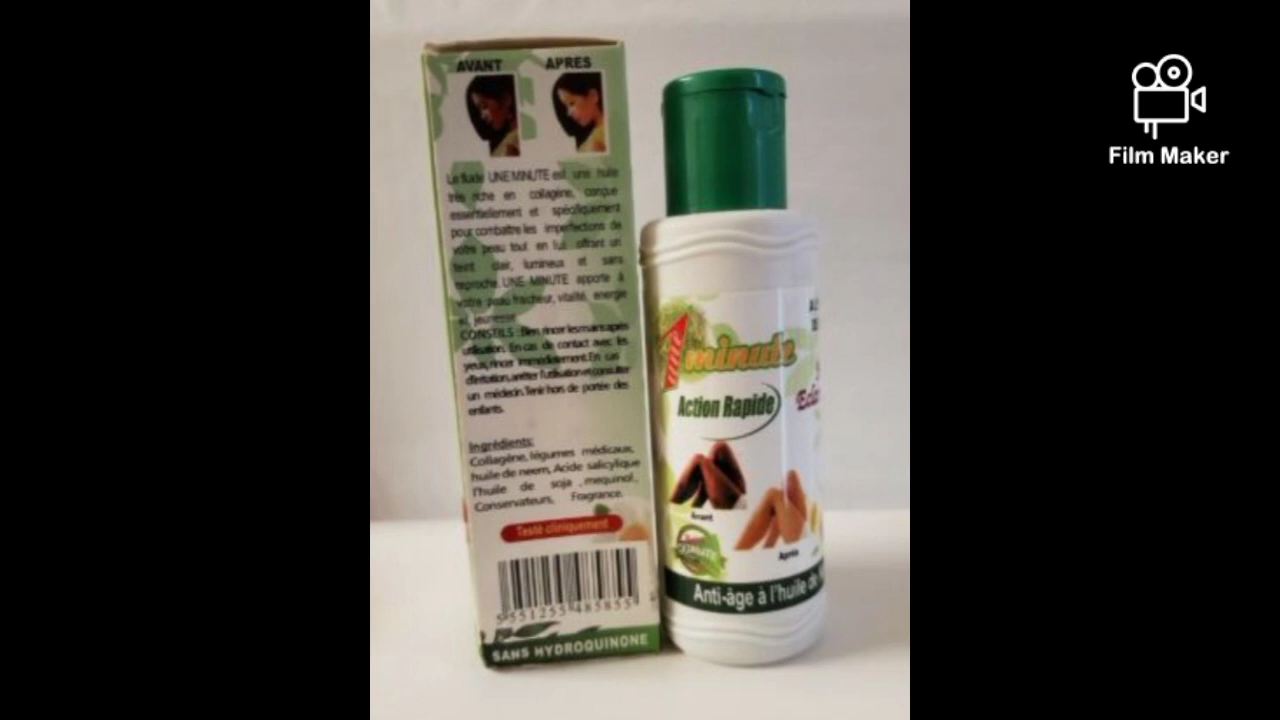 AVANT APRES
Le fluide UNE MINUTE est une huile
très riche en collagène, conçue
essentiellement et spécifiquement
pour combattre les imperfections de
votre peau tout en lui offrant un
teint clair, lumineux et sans
reproche. UNE MINUTE apporte à
votre peau fraicheur, vitalité, energie
et jeunesse
CONSTILS : Bien rincer les mains après
utilisation. En cas de contact avec les
yeux, rincer immédiatement. En cas
d'irritation, arrêter l'utilisation et consulter
un médecin. Tenir hors de portée des
enfants.
Ingrédients:
Collagène, légumes médicaux,
huile de neem, Acide salicylique
l'huile de soja , mequinol,
Conservateurs, Fragrance.
Testé cliniquement
5 551255 485855
SANS HYDROQUINONE
1 minute
Action Rapide
Avant
Après
Anti-âge à l'huile de
Film Maker